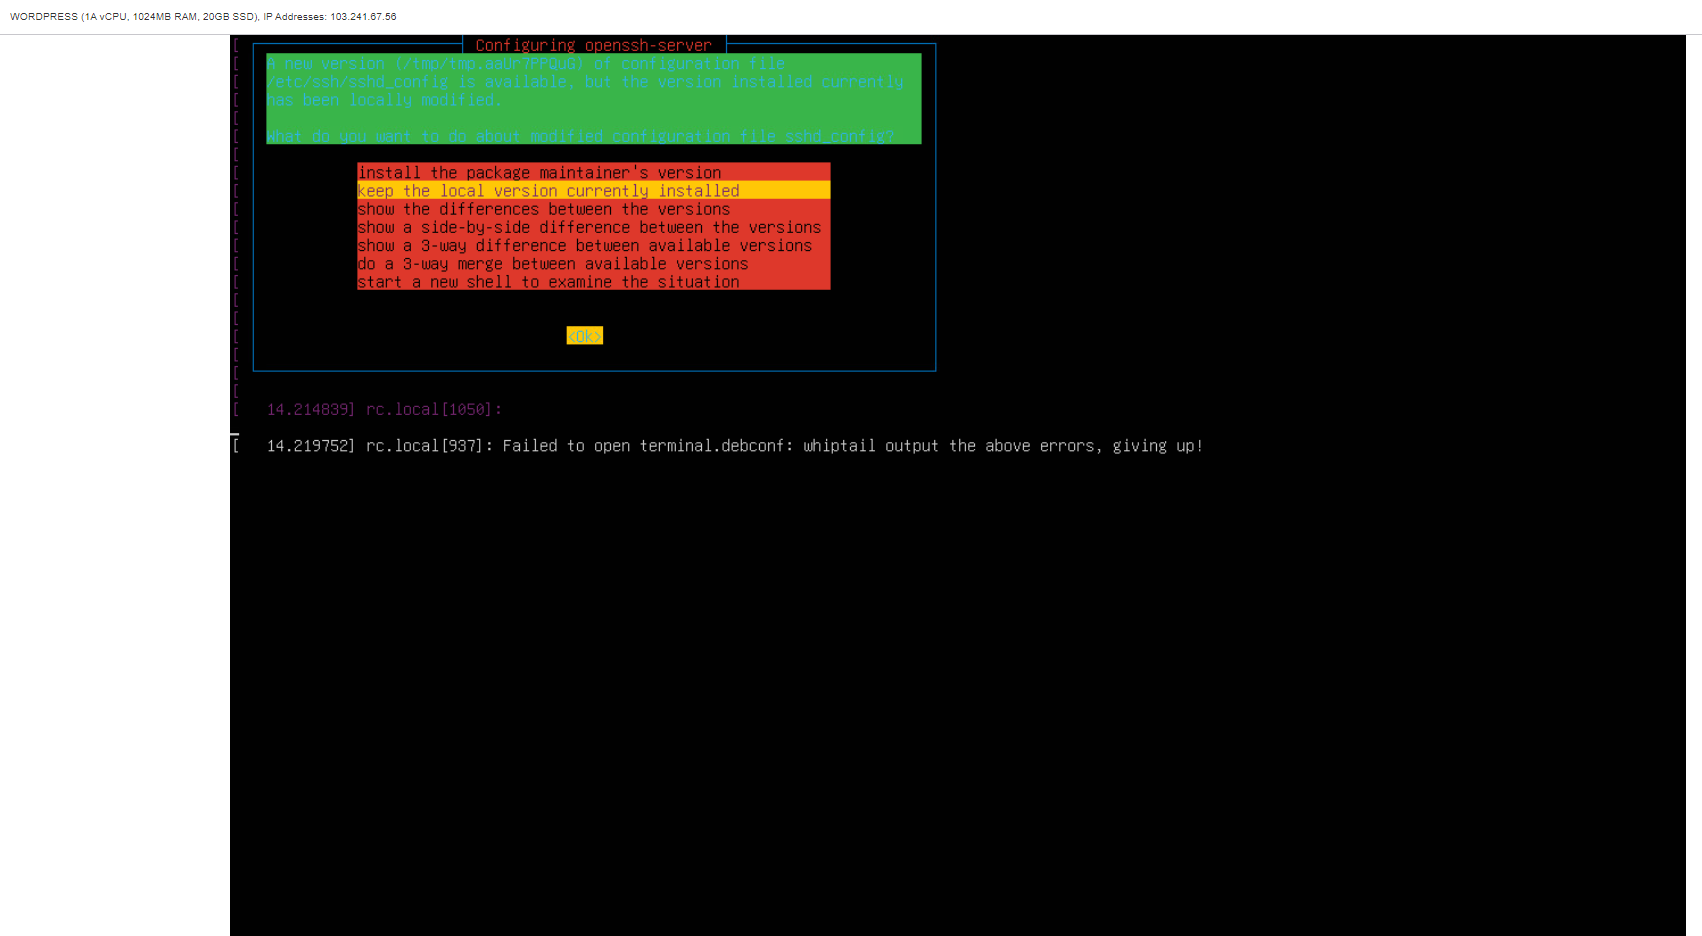 WORDPRESS (1A vCPU, 1024MB RAM, 20GB SSD), IP Addresses: 103.241.67.56
[ Configuring openssh-server
[ A new version (/tmp/tmp.aaUr7PPQuG) of configuration file
[ /etc/ssh/sshd_config is available, but the version installed currently
[ has been locally modified.
[
[ What do you want to do about modified configuration file sshd_config?
[
[ install the package maintainer's version
[ keep the local version currently installed
[ show the differences between the versions
[ show a side-by-side difference between the versions
[ show a 3-way difference between available versions
[ do a 3-way merge between available versions
[ start a new shell to examine the situation
[
[
[ <Ok>
[
[
[
[ 14.214839] rc.local[1050]:
[ 14.219752] rc.local[937]: Failed to open terminal.debconf: whiptail output the above errors, giving up!